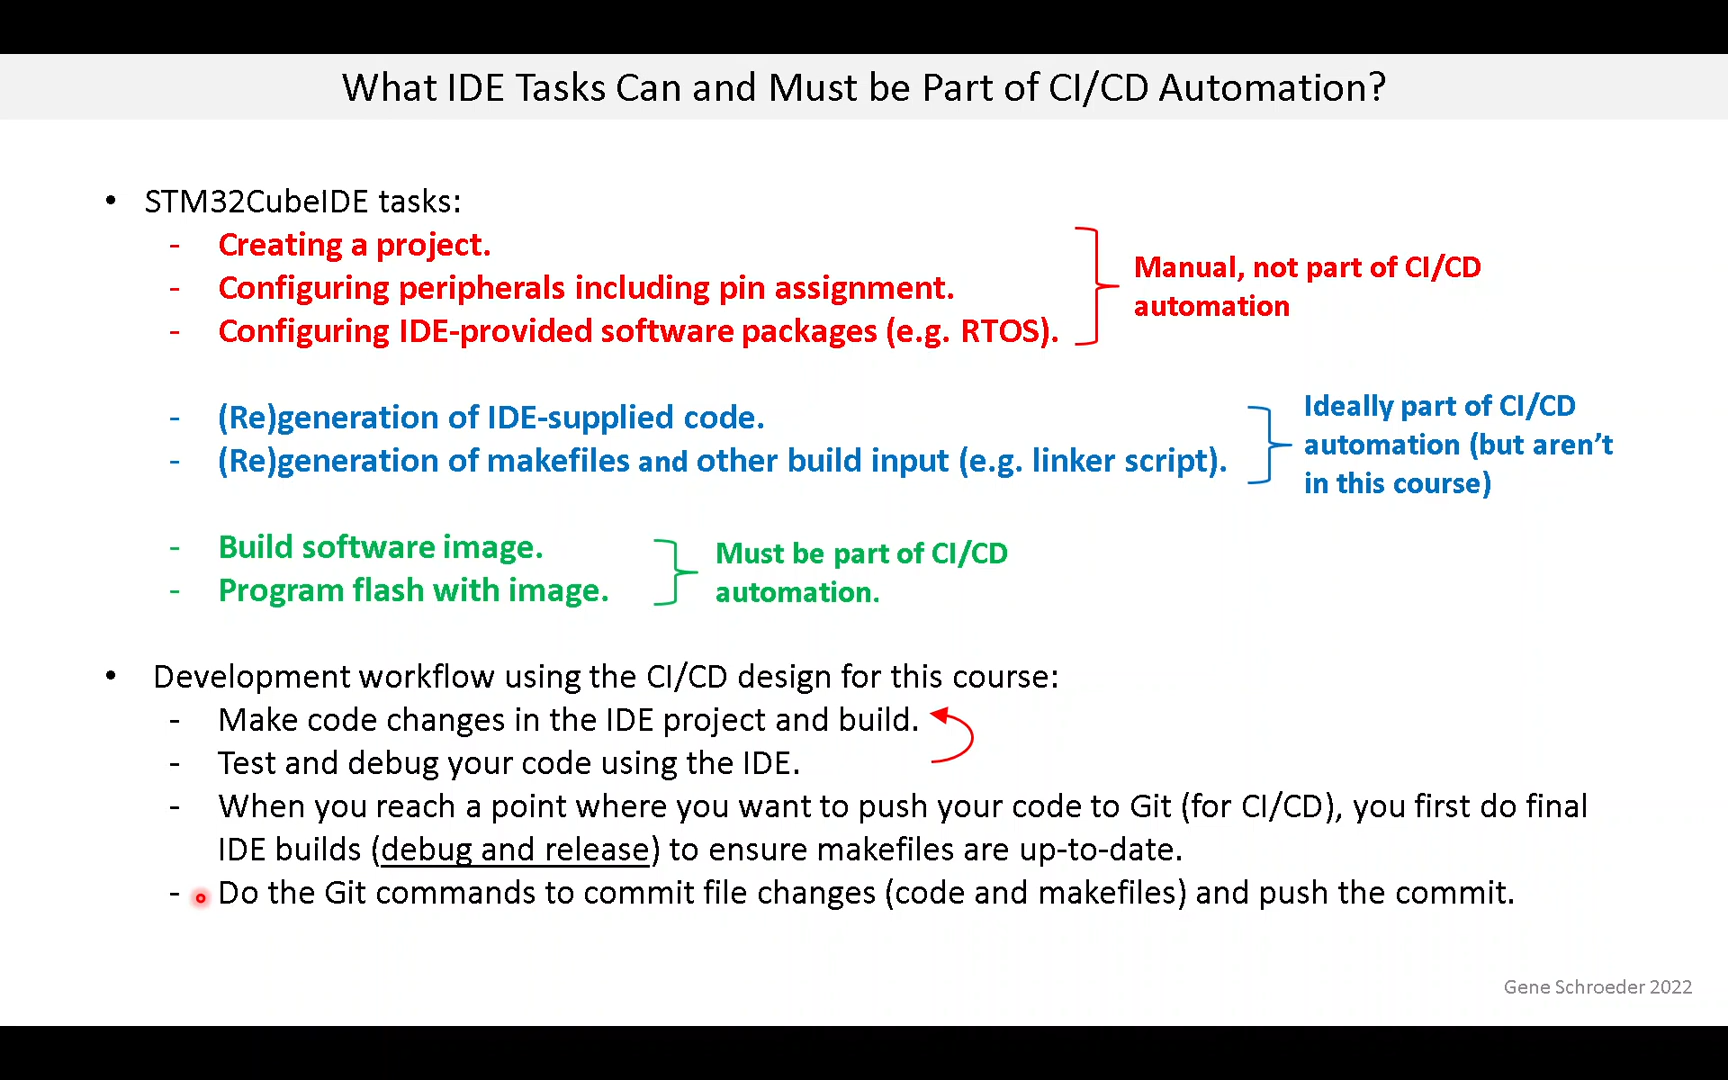 What IDE Tasks Can and Must be Part of CI/CD Automation?
• STM32CubeIDE tasks:
- Creating a project.
- Configuring peripherals including pin assignment.
- Configuring IDE-provided software packages (e.g. RTOS).
Manual, not part of CI/CD
automation
- (Re)generation of IDE-supplied code.
- (Re)generation of makefiles and other build input (e.g. linker script).
Ideally part of CI/CD
automation (but aren’t
in this course)
- Build software image.
- Program flash with image.
Must be part of CI/CD
automation.
• Development workflow using the CI/CD design for this course:
- Make code changes in the IDE project and build.
- Test and debug your code using the IDE.
- When you reach a point where you want to push your code to Git (for CI/CD), you first do final
IDE builds (debug and release) to ensure makefiles are up-to-date.
- Do the Git commands to commit file changes (code and makefiles) and push the commit.
Gene Schroeder 2022